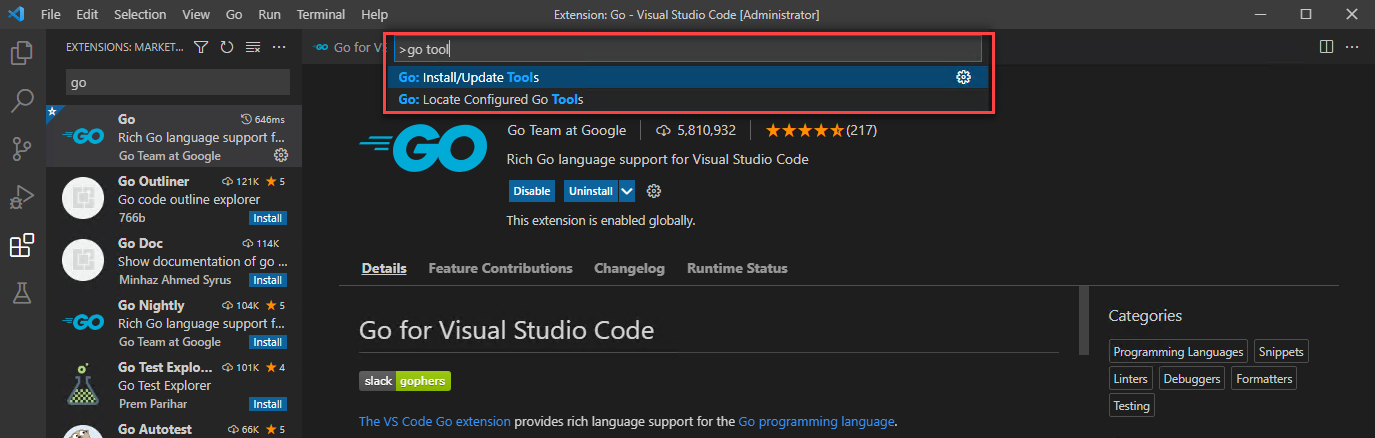 File Edit Selection View Go Run Terminal Help
Extension: Go - Visual Studio Code [Administrator]
EXTENSIONS: MARKET...
Go for VS
>go tool
Go: Install/Update Tools
Go: Locate Configured Go Tools
go
Go 646ms
Rich Go language support f...
Go Team at Google
Go Outliner 121K ★ 5
Go code outline explorer
766b Install
Go Doc 114K
Show documentation of go ...
Minhaz Ahmed Syrus Install
Go Nightly 104K ★ 5
Rich Go language support f...
Go Team at Google Install
Go Test Explo... 101K ★ 4
Go Test Explorer
Prem Parihar Install
Go Autotest 66K ★ 5
GO
Go Team at Google 5,810,932 (217)
Rich Go language support for Visual Studio Code
Disable Uninstall
This extension is enabled globally.
Details Feature Contributions Changelog Runtime Status
Go for Visual Studio Code
slack gophers
The VS Code Go extension provides rich language support for the Go programming language.
Categories
Programming Languages Snippets
Linters Debuggers Formatters
Testing